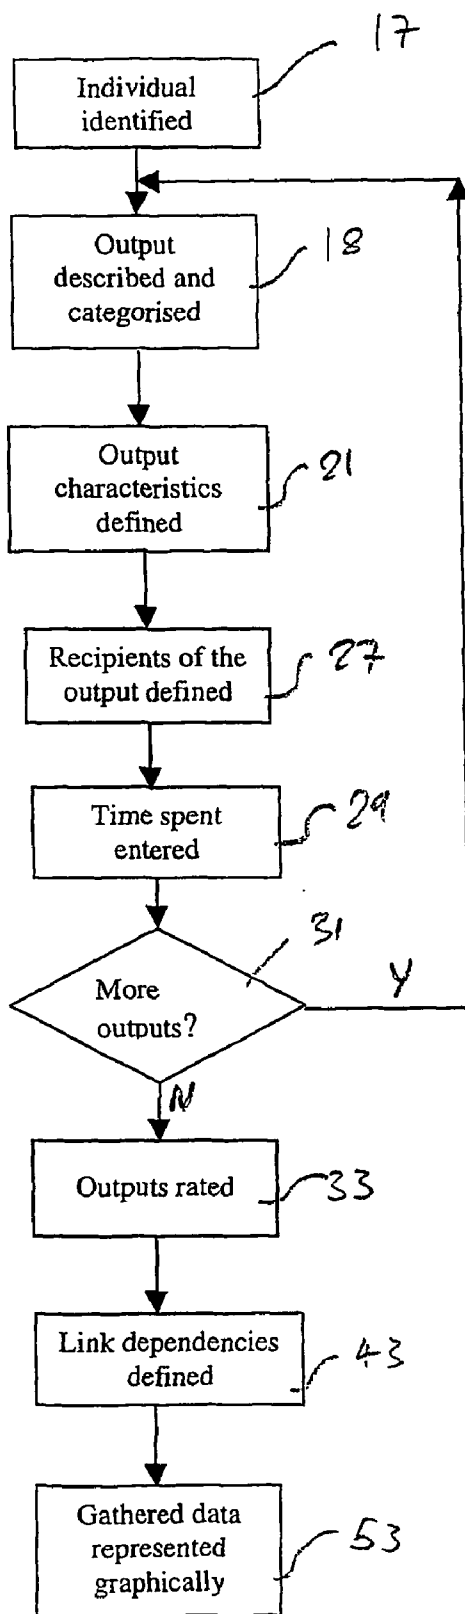 17
Individual
identified
18
Output
described and
categorised
21
Output
characteristics
defined
27
Recipients of the
output defined
29
Time spent
entered
31
More
outputs?
Y
N
Outputs rated
33
Link dependencies
defined
43
Gathered data
represented
graphically
53